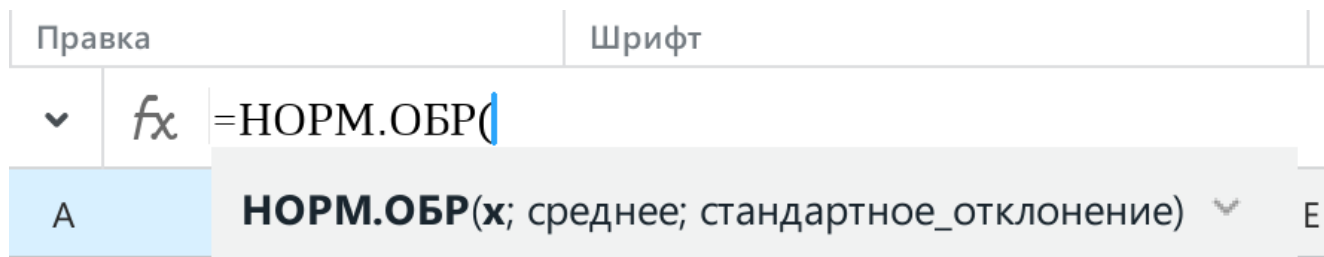 Правка Шрифт
fx =НОРМ.ОБР(
A НОРМ.ОБР(x; среднее; стандартное_отклонение) E